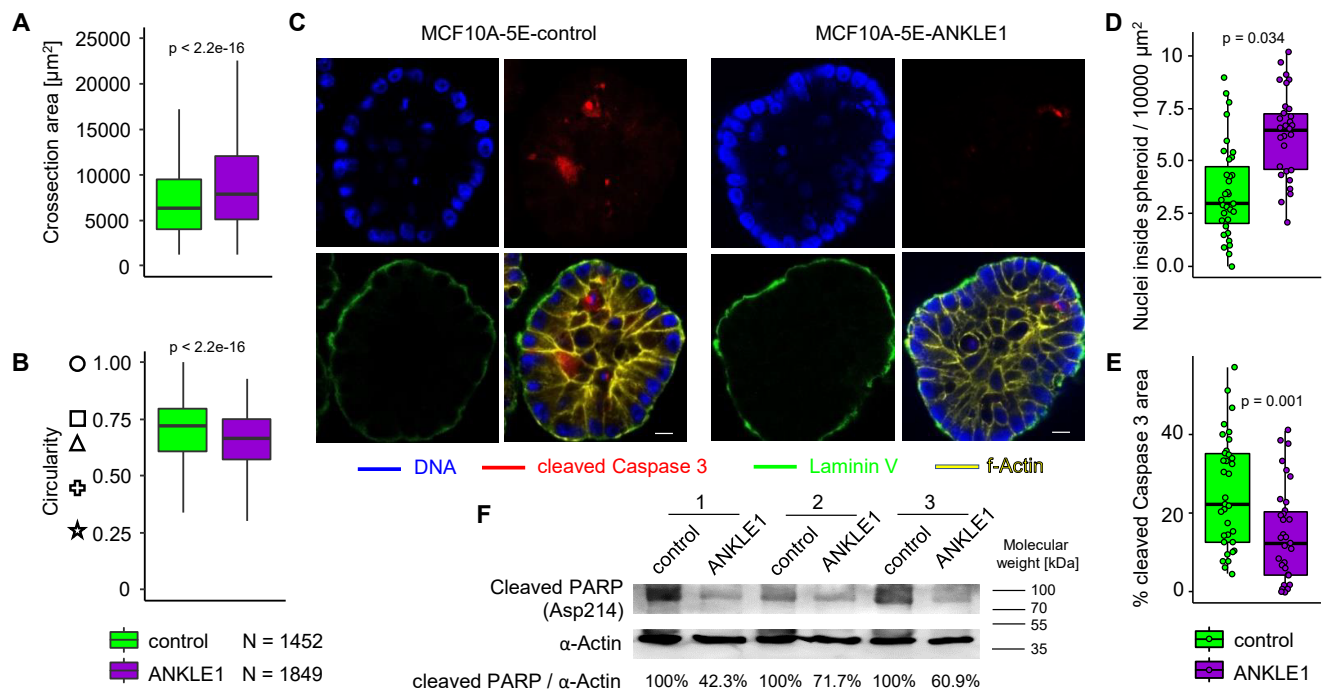 A
Crossection area [µm²]
25000
20000
15000
10000
5000
0
p < 2.2e-16
B
Circularity
1.00
0.75
0.50
0.25
0
p < 2.2e-16
control N = 1452
ANKLE1 N = 1849
C
MCF10A-5E-control
MCF10A-5E-ANKLE1
DNA
cleaved Caspase 3
Laminin V
f-Actin
D
Nuclei inside spheroid / 10000 µm²
10
7.5
5.0
2.5
0.0
p = 0.034
E
% cleaved Caspase 3 area
40
20
0
p = 0.001
control
ANKLE1
F
1 2 3
control ANKLE1 control ANKLE1 control ANKLE1
Molecular
weight [kDa]
Cleaved PARP
(Asp214)
100
70
55
35
α-Actin
cleaved PARP / α-Actin 100% 42.3% 100% 71.7% 100% 60.9%